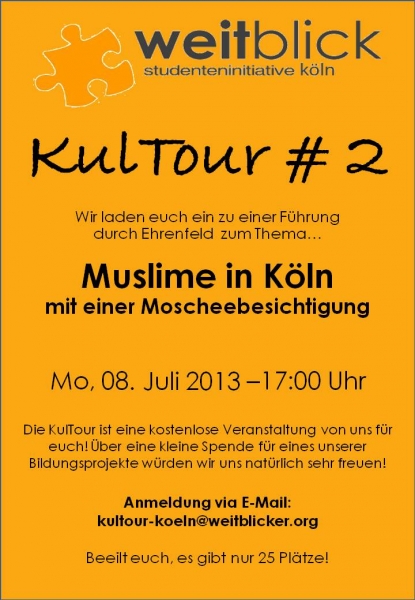 weitblick
studenteninitiative köln
KulTour # 2
Wir laden euch ein zu einer Führung
durch Ehrenfeld zum Thema...
Muslime in Köln
mit einer Moscheebesichtigung
Mo, 08. Juli 2013 –17:00 Uhr
Die KulTour ist eine kostenlose Veranstaltung von uns für
euch! Über eine kleine Spende für eines unserer
Bildungsprojekte würden wir uns natürlich sehr freuen!
Anmeldung via E-Mail:
kultour-koeln@weitblicker.org
Beeilt euch, es gibt nur 25 Plätze!